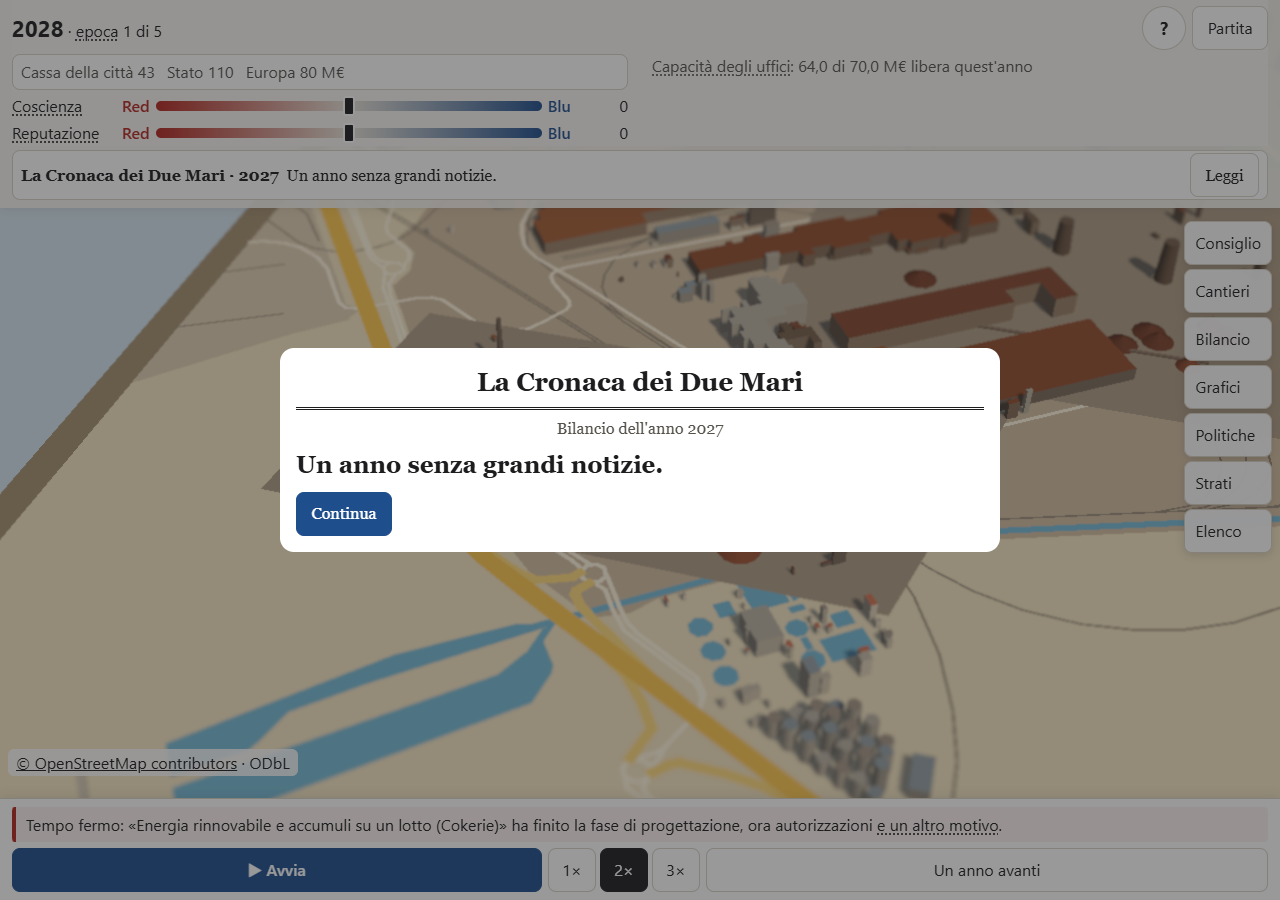 2028 · epoca 1 di 5
?
Partita
Cassa della città 43 Stato 110 Europa 80 M€
Capacità degli uffici: 64,0 di 70,0 M€ libera quest'anno
Coscienza Red Blu 0
Reputazione Red Blu 0
La Cronaca dei Due Mari · 2027 Un anno senza grandi notizie.
Leggi
Consiglio
Cantieri
Bilancio
Grafici
Politiche
Strati
Elenco
La Cronaca dei Due Mari
Bilancio dell'anno 2027
Un anno senza grandi notizie.
Continua
© OpenStreetMap contributors · ODbL
Tempo fermo: «Energia rinnovabile e accumuli su un lotto (Cokerie)» ha finito la fase di progettazione, ora autorizzazioni e un altro motivo.
▶ Avvia
1×
2×
3×
Un anno avanti